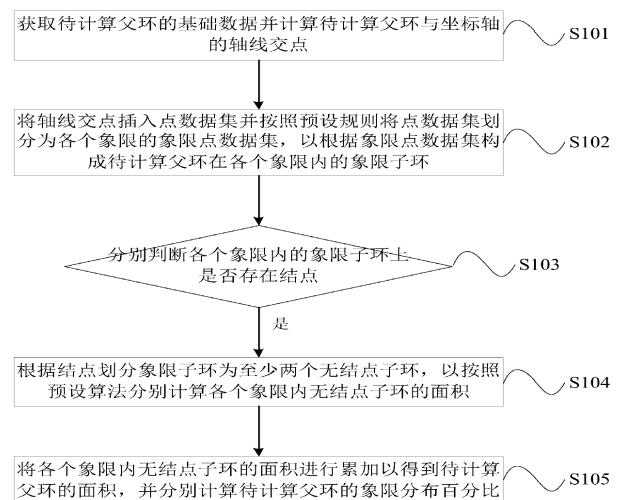 获取待计算父环的基础数据并计算待计算父环与坐标轴
的轴线交点
S101
将轴线交点插入点数据集并按照预设规则将点数据集划
分为各个象限的象限点数据集，以根据象限点数据集构
成待计算父环在各个象限内的象限子环
S102
分别判断各个象限内的象限子环上
是否存在结点
S103
是
根据结点划分象限子环为至少两个无结点子环，以按照
预设算法分别计算各个象限内无结点子环的面积
S104
将各个象限内无结点子环的面积进行累加以得到待计算
父环的面积，并分别计算待计算父环的象限分布百分比
S105